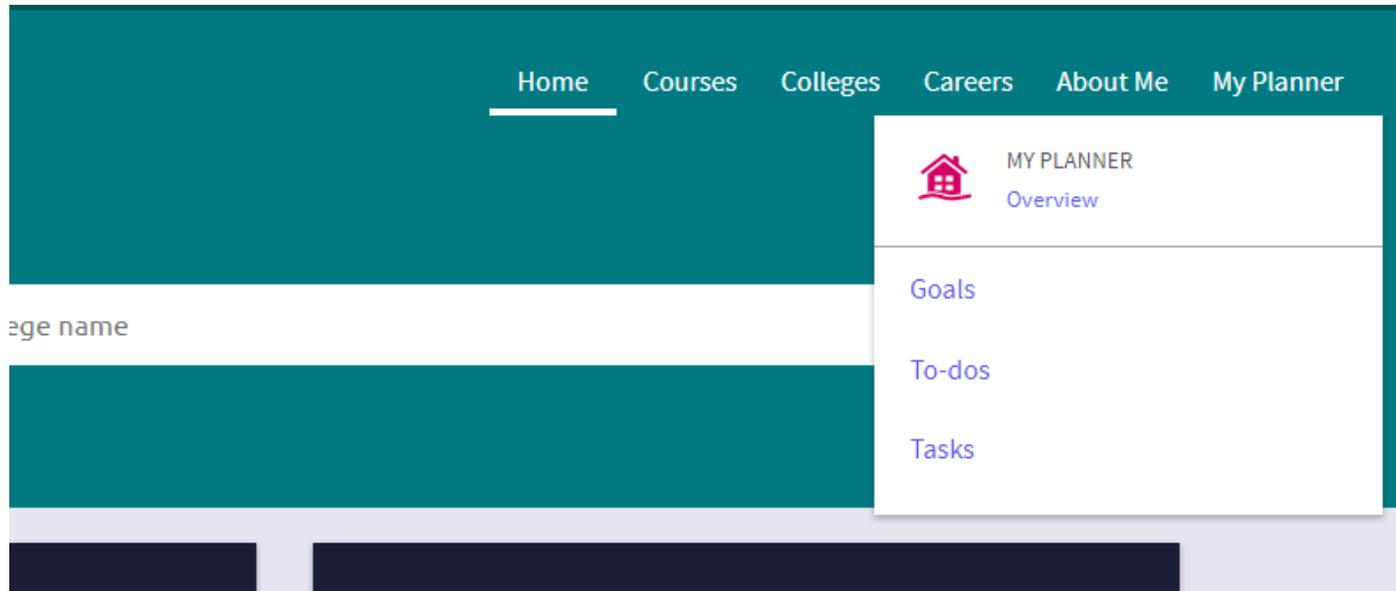 Home Courses Colleges Careers About Me My Planner
MY PLANNER
Overview
Goals
ege name
To-dos
Tasks